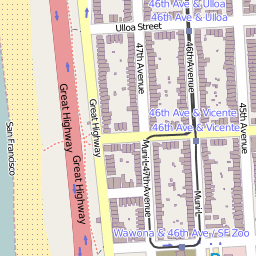 46th Ave & Ulloa
46th Ave & Ulloa
Ulloa Street
47th Avenue
46th Avenue
45th Avenue
Great Highway
Great Highway
Great Highway
San Francisco
46th Ave & Vicente
46th Ave & Vicente
Muni L
47th Avenue
Muni L
Wawona & 46th Ave / SF Zoo